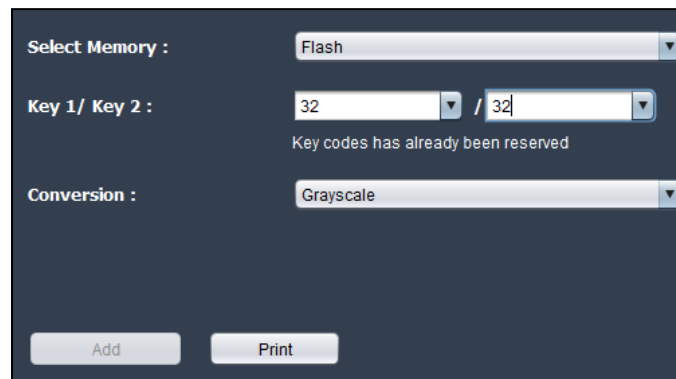 Select Memory : Flash
Key 1/ Key 2 : 32 / 32
Key codes has already been reserved
Conversion : Grayscale
Add Print